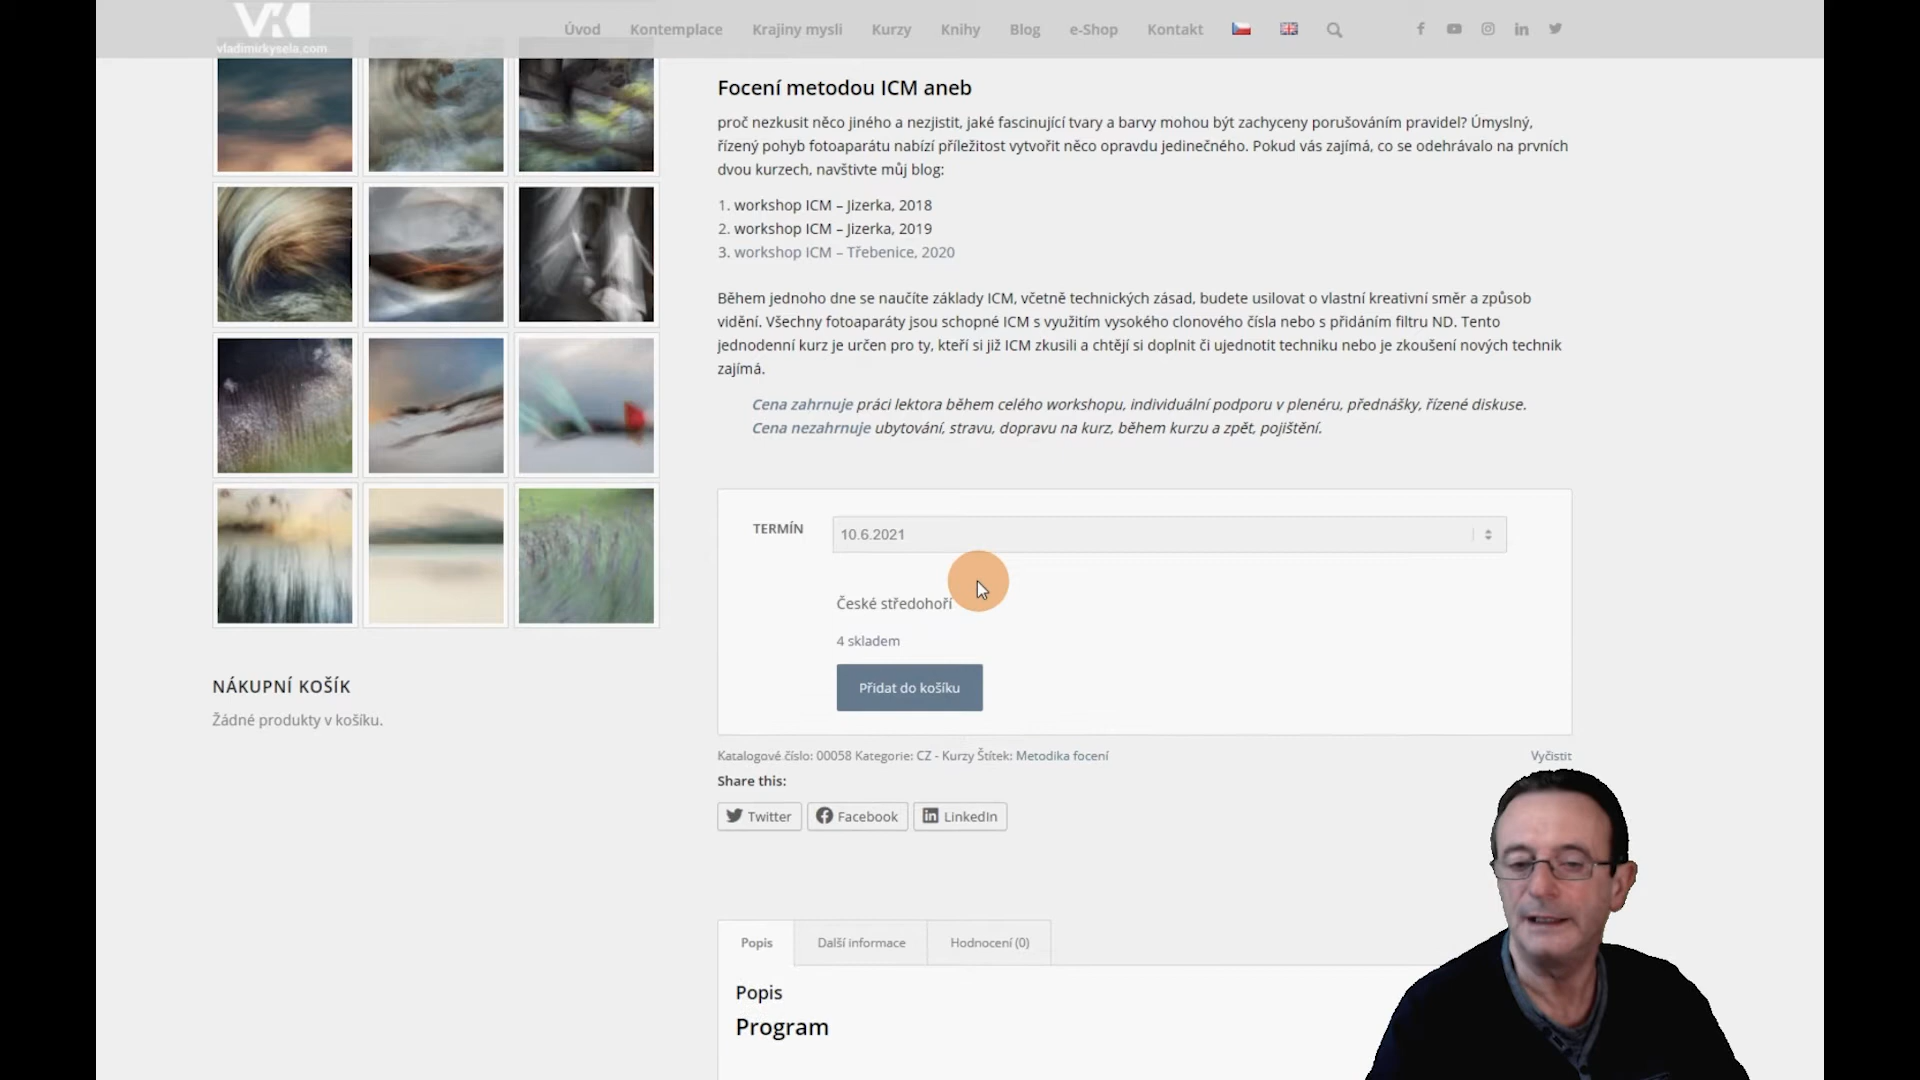 VK
vladimirkysela.com
Úvod Kontemplace Krajiny mysli Kurzy Knihy Blog e-Shop Kontakt
Focení metodou ICM aneb
proč nezkusit něco jiného a nezjistit, jaké fascinující tvary a barvy mohou být zachyceny porušováním pravidel? Úmyslný,
řízený pohyb fotoaparátu nabízí příležitost vytvořit něco opravdu jedinečného. Pokud vás zajímá, co se odehrávalo na prvních
dvou kurzech, navštivte můj blog:
1. workshop ICM – Jizerka, 2018
2. workshop ICM – Jizerka, 2019
3. workshop ICM – Třebenice, 2020
Během jednoho dne se naučíte základy ICM, včetně technických zásad, budete usilovat o vlastní kreativní směr a způsob
vidění. Všechny fotoaparáty jsou schopné ICM s využitím vysokého clonového čísla nebo s přidáním filtru ND. Tento
jednodenní kurz je určen pro ty, kteří si již ICM zkusili a chtějí si doplnit či ujednotit techniku nebo je zkoušení nových technik
zajímá.
Cena zahrnuje práci lektora během celého workshopu, individuální podporu v plenéru, přednášky, řízené diskuse.
Cena nezahrnuje ubytování, stravu, dopravu na kurz, během kurzu a zpět, pojištění.
TERMÍN
10.6.2021
České středohoří
4 skladem
Přidat do košíku
NÁKUPNÍ KOŠÍK
Žádné produkty v košíku.
Katalogové číslo: 00058 Kategorie: CZ - Kurzy Štítek: Metodika focení
Vyčistit
Share this:
Twitter Facebook LinkedIn
Popis Další informace Hodnocení (0)
Popis
Program